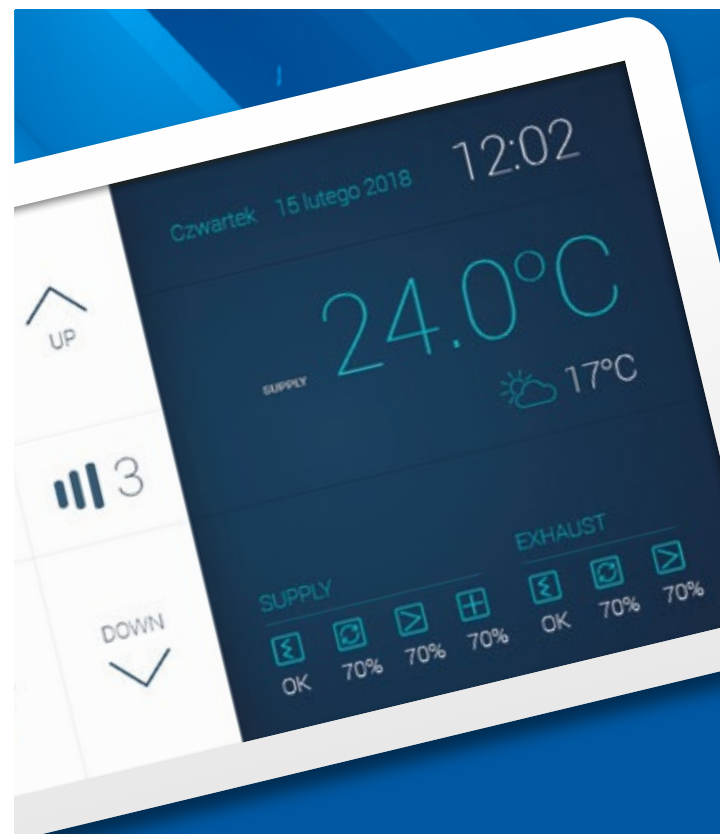 12:02
Czwartek 15 lutego 2018
UP
SUPPLY 24.0°C
17°C
3
EXHAUST
SUPPLY
OK 70% 70%
OK 70% 70% 70%
DOWN